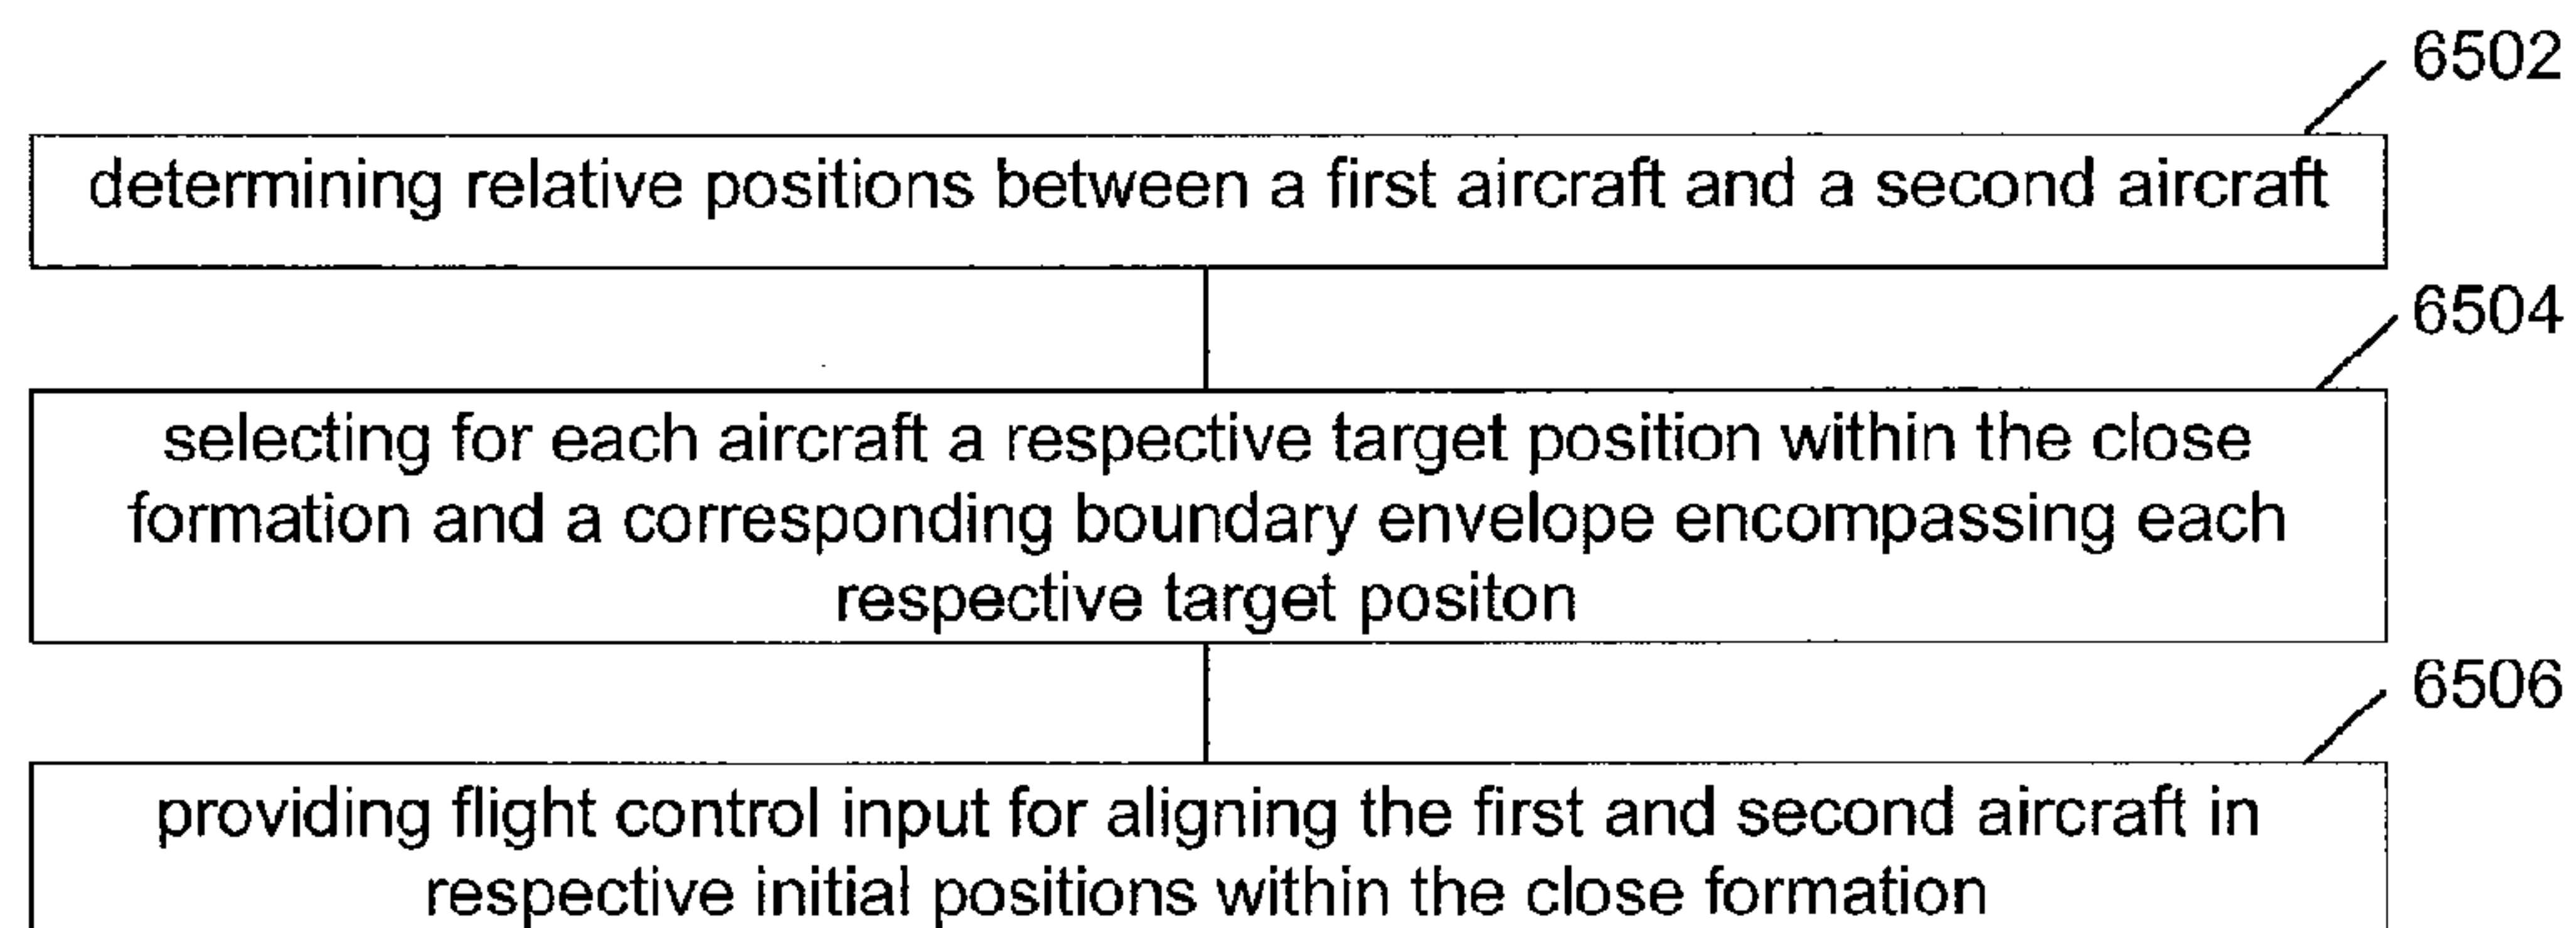 6502
determining relative positions between a first aircraft and a second aircraft
6504
selecting for each aircraft a respective target position within the close
formation and a corresponding boundary envelope encompassing each
respective target positon
6506
providing flight control input for aligning the first and second aircraft in
respective initial positions within the close formation